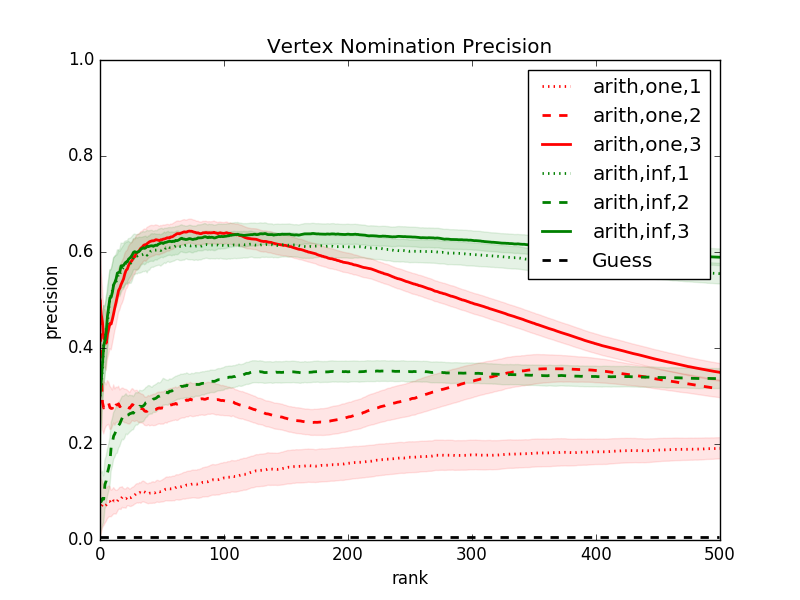 Vertex Nomination Precision
1.0
0.8
0.6
0.4
0.2
0.0
precision
arith,one,1
arith,one,2
arith,one,3
arith,inf,1
arith,inf,2
arith,inf,3
Guess
0 100 200 300 400 500
rank